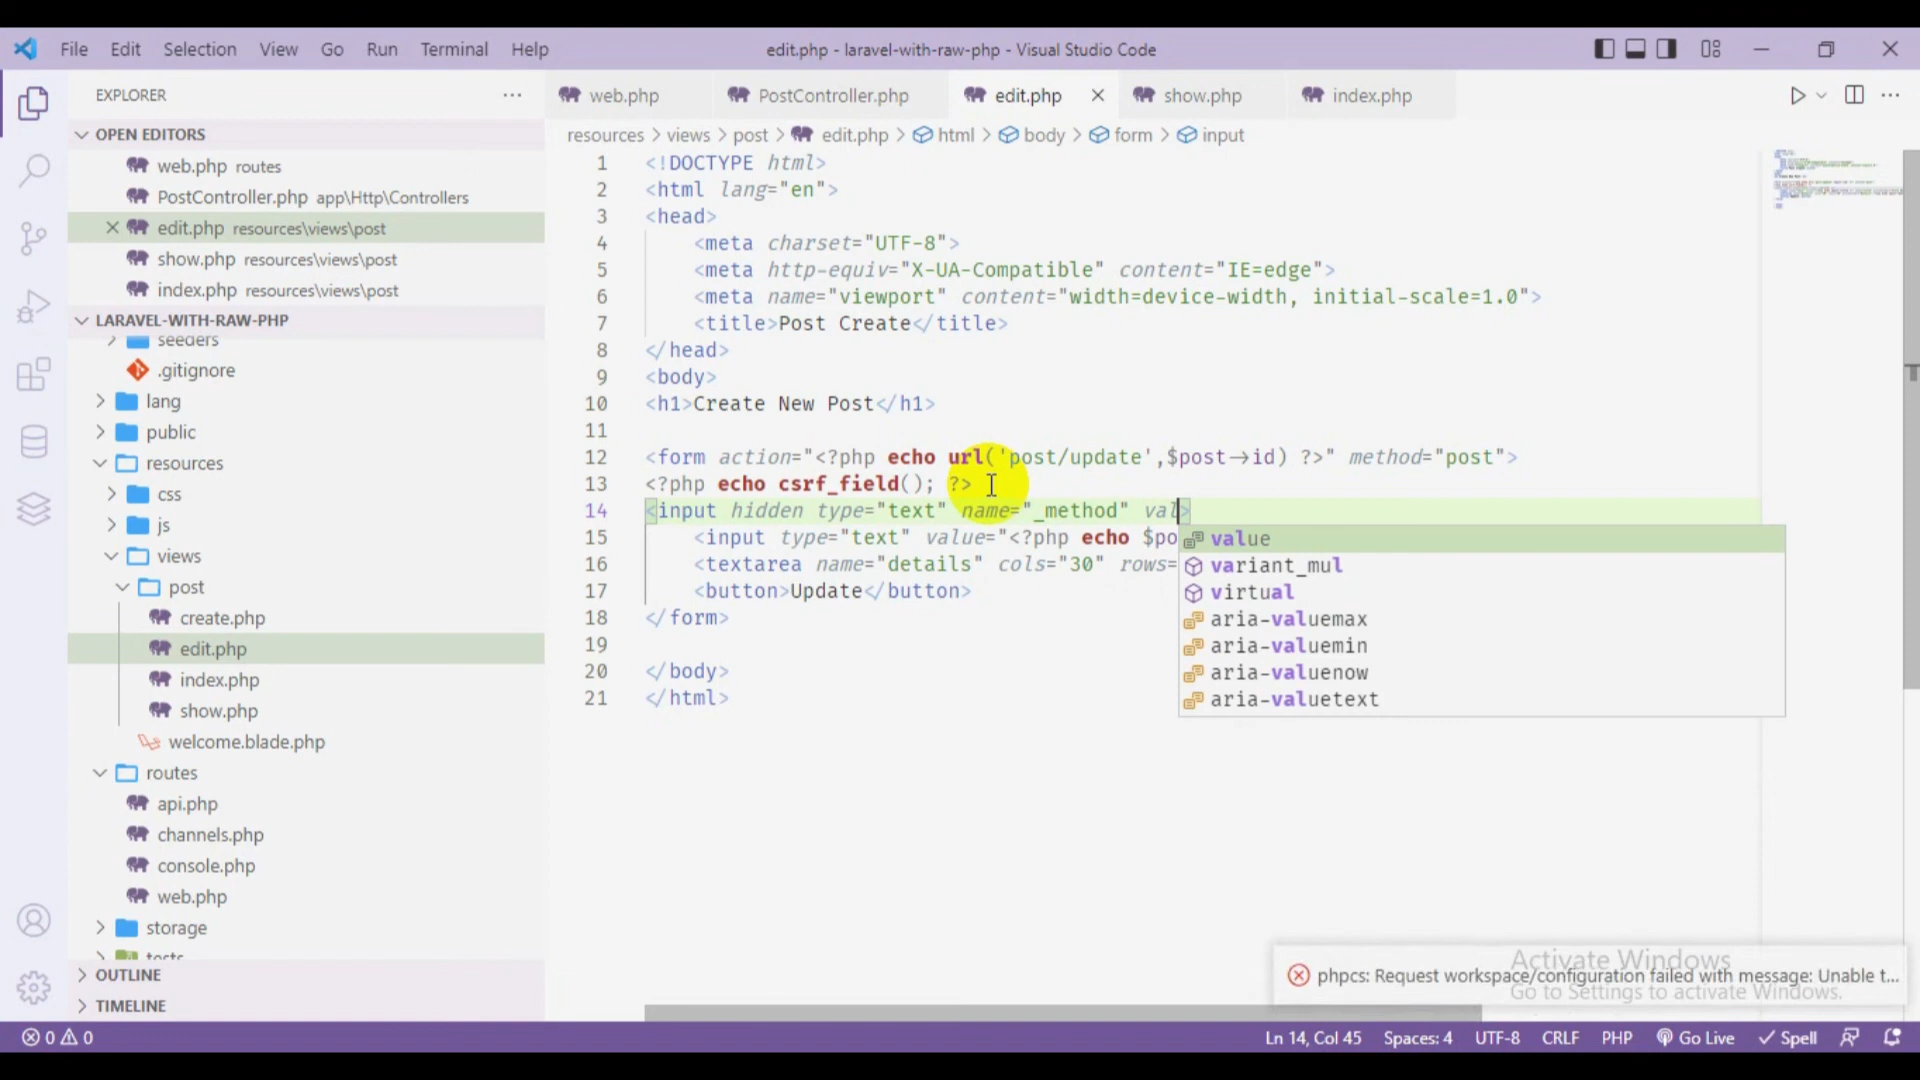 File Edit Selection View Go Run Terminal Help
edit.php - laravel-with-raw-php - Visual Studio Code
EXPLORER
OPEN EDITORS
web.php routes
PostController.php app\Http\Controllers
edit.php resources\views\post
show.php resources\views\post
index.php resources\views\post
LARAVEL-WITH-RAW-PHP
seeders
.gitignore
lang
public
resources
css
js
views
post
create.php
edit.php
index.php
show.php
welcome.blade.php
routes
api.php
channels.php
console.php
web.php
storage
tests
OUTLINE
TIMELINE
web.php PostController.php edit.php show.php index.php
resources > views > post > edit.php > html > body > form > input
1 <!DOCTYPE html>
2 <html lang="en">
3 <head>
4 <meta charset="UTF-8">
5 <meta http-equiv="X-UA-Compatible" content="IE=edge">
6 <meta name="viewport" content="width=device-width, initial-scale=1.0">
7 <title>Post Create</title>
8 </head>
9 <body>
10 <h1>Create New Post</h1>
11
12 <form action="<?php echo url('post/update',$post->id) ?>" method="post">
13 <?php echo csrf_field(); ?>
14 <input hidden type="text" name="_method" val>
15 <input type="text" value="<?php echo $po
16 <textarea name="details" cols="30" rows=
17 <button>Update</button>
18 </form>
19
20 </body>
21 </html>
value
variant_mul
virtual
aria-valuemax
aria-valuemin
aria-valuenow
aria-valuetext
Activate Windows
phpcs: Request workspace/configuration failed with message: Unable t...
Go to Settings to activate Windows.
0 0 Ln 14, Col 45 Spaces: 4 UTF-8 CRLF PHP Go Live Spell